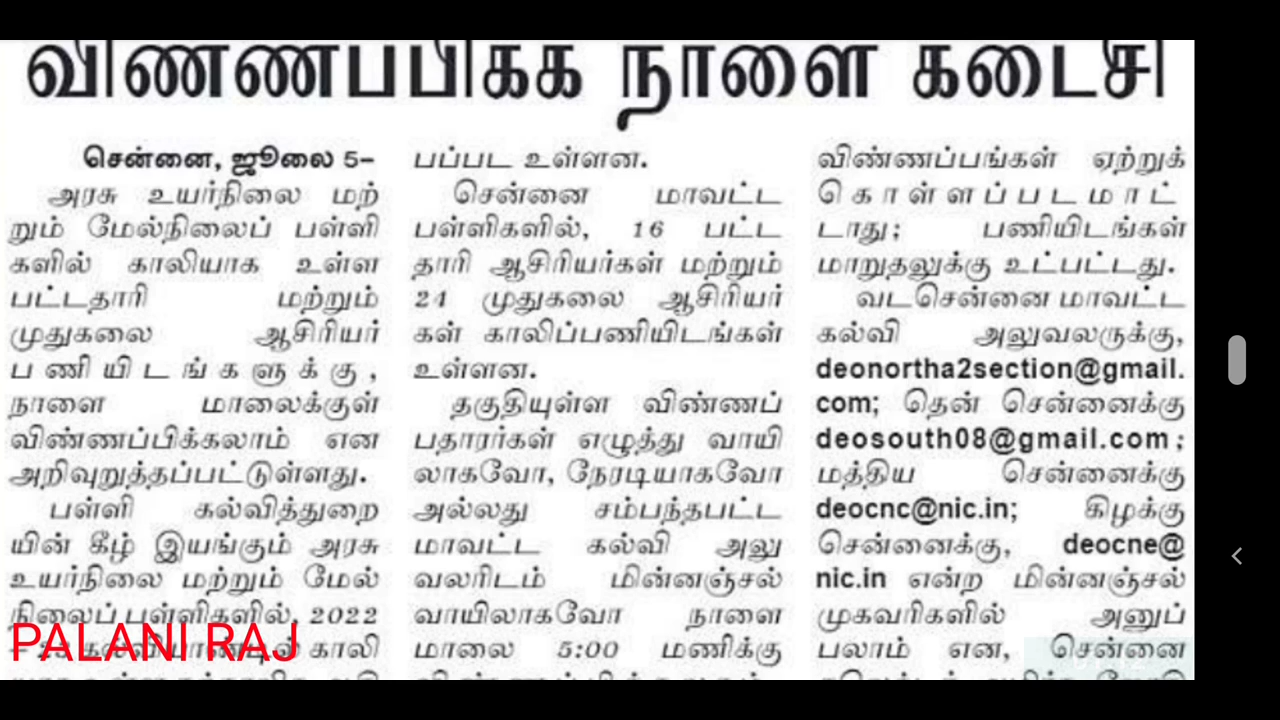 விண்ணப்பிக்க நாளை கடைசி
சென்னை, ஜூலை 5–
அரசு உயர்நிலை மற்
றும் மேல்நிலைப் பள்ளி
களில் காலியாக உள்ள
பட்டதாரி மற்றும்
முதுகலை ஆசிரியர்
பணியிடங்களுக்கு,
நாளை மாலைக்குள்
விண்ணப்பிக்கலாம் என
அறிவுறுத்தப்பட்டுள்ளது.
பள்ளி கல்வித்துறை
யின் கீழ் இயங்கும் அரசு
உயர்நிலை மற்றும் மேல்
நிலைப் பள்ளிகளில், 2022
காலி
பப்பட உள்ளன.
சென்னை மாவட்ட
பள்ளிகளில், 16 பட்ட
தாரி ஆசிரியர்கள் மற்றும்
24 முதுகலை ஆசிரியர்
கள் காலிப்பணியிடங்கள்
உள்ளன.
தகுதியுள்ள விண்ணப்
பதாரர்கள் எழுத்து வாயி
லாகவோ, நேரடியாகவோ
அல்லது சம்பந்தபட்ட
மாவட்ட கல்வி அலு
வலரிடம் மின்னஞ்சல்
வாயிலாகவோ நாளை
மாலை 5:00 மணிக்கு
விண்ணப்பங்கள் ஏற்றுக்
கொள்ளப்படமாட்
டாது; பணியிடங்கள்
மாறுதலுக்கு உட்பட்டது.
வடசென்னை மாவட்ட
கல்வி அலுவலருக்கு,
deonortha2section@gmail.
com; தென் சென்னைக்கு
deosouth08@gmail.com;
மத்திய சென்னைக்கு
deocnc@nic.in; கிழக்கு
சென்னைக்கு, deocne@
nic.in என்ற மின்னஞ்சல்
முகவரிகளில் அனுப்
பலாம் என, சென்னை
PALANI RAJ